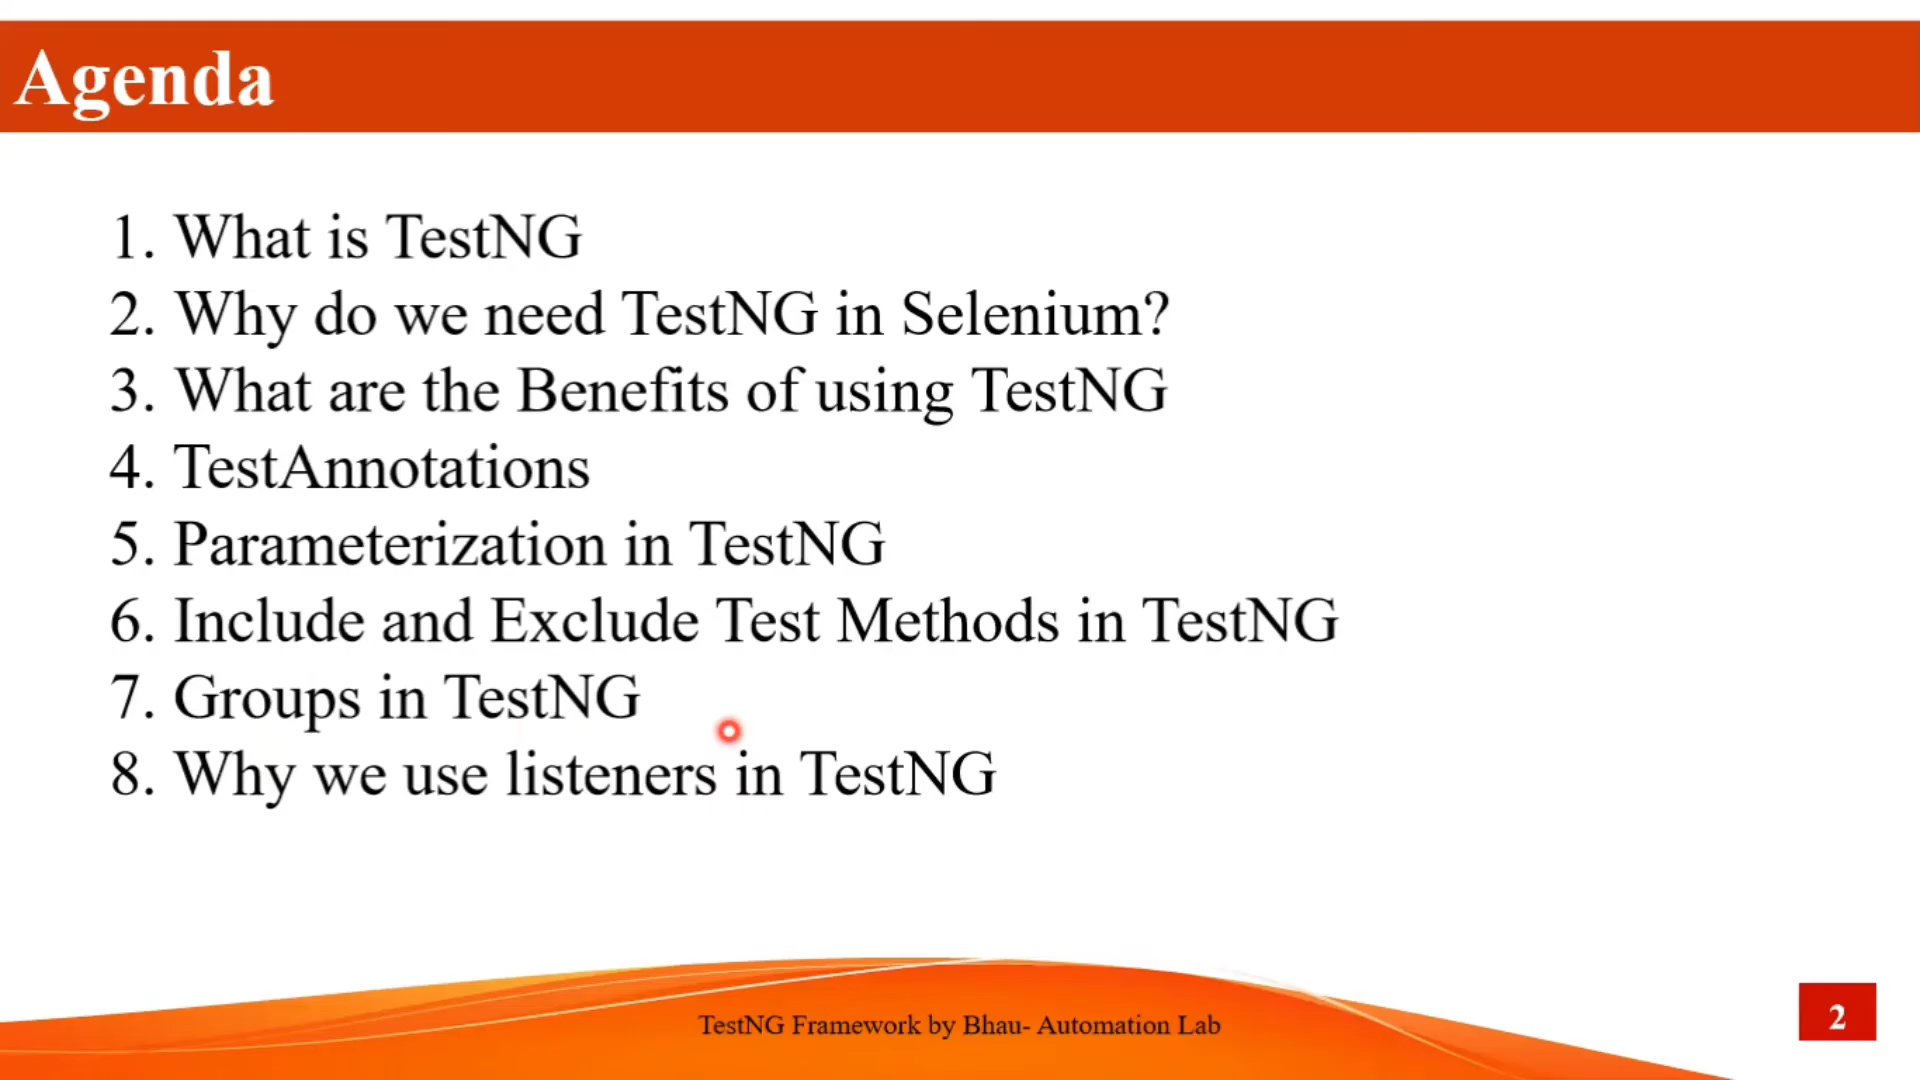 Agenda
1. What is TestNG
2. Why do we need TestNG in Selenium?
3. What are the Benefits of using TestNG
4. TestAnnotations
5. Parameterization in TestNG
6. Include and Exclude Test Methods in TestNG
7. Groups in TestNG
8. Why we use listeners in TestNG
TestNG Framework by Bhau- Automation Lab
2